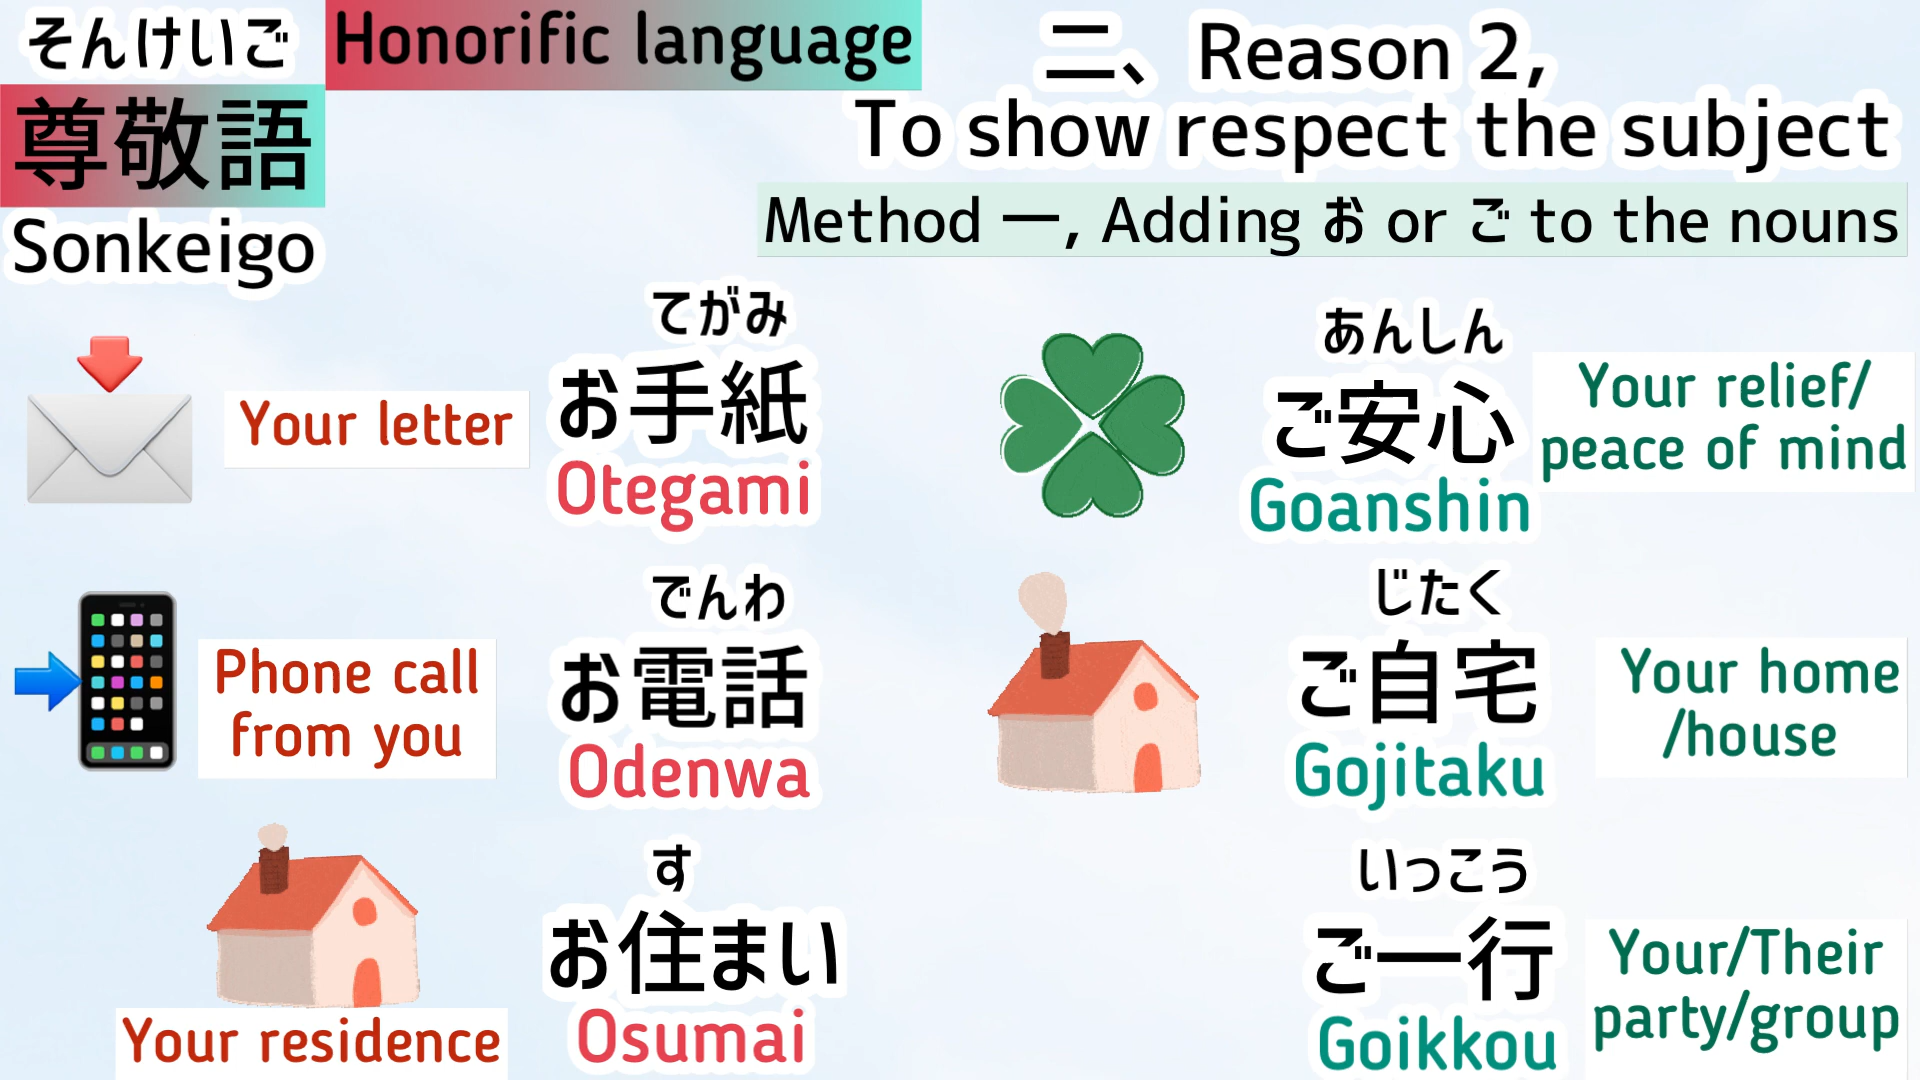 そんけいご
尊敬語
Sonkeigo
Honorific language
二、Reason 2,
To show respect the subject
Method 一, Adding お or ご to the nouns
Your letter
てがみ
お手紙
Otegami
Phone call
from you
でんわ
お電話
Odenwa
Your residence
す
お住まい
Osumai
あんしん
ご安心
Goanshin
Your relief/
peace of mind
じたく
ご自宅
Gojitaku
Your home
/house
いっこう
ご一行
Goikkou
Your/Their
party/group